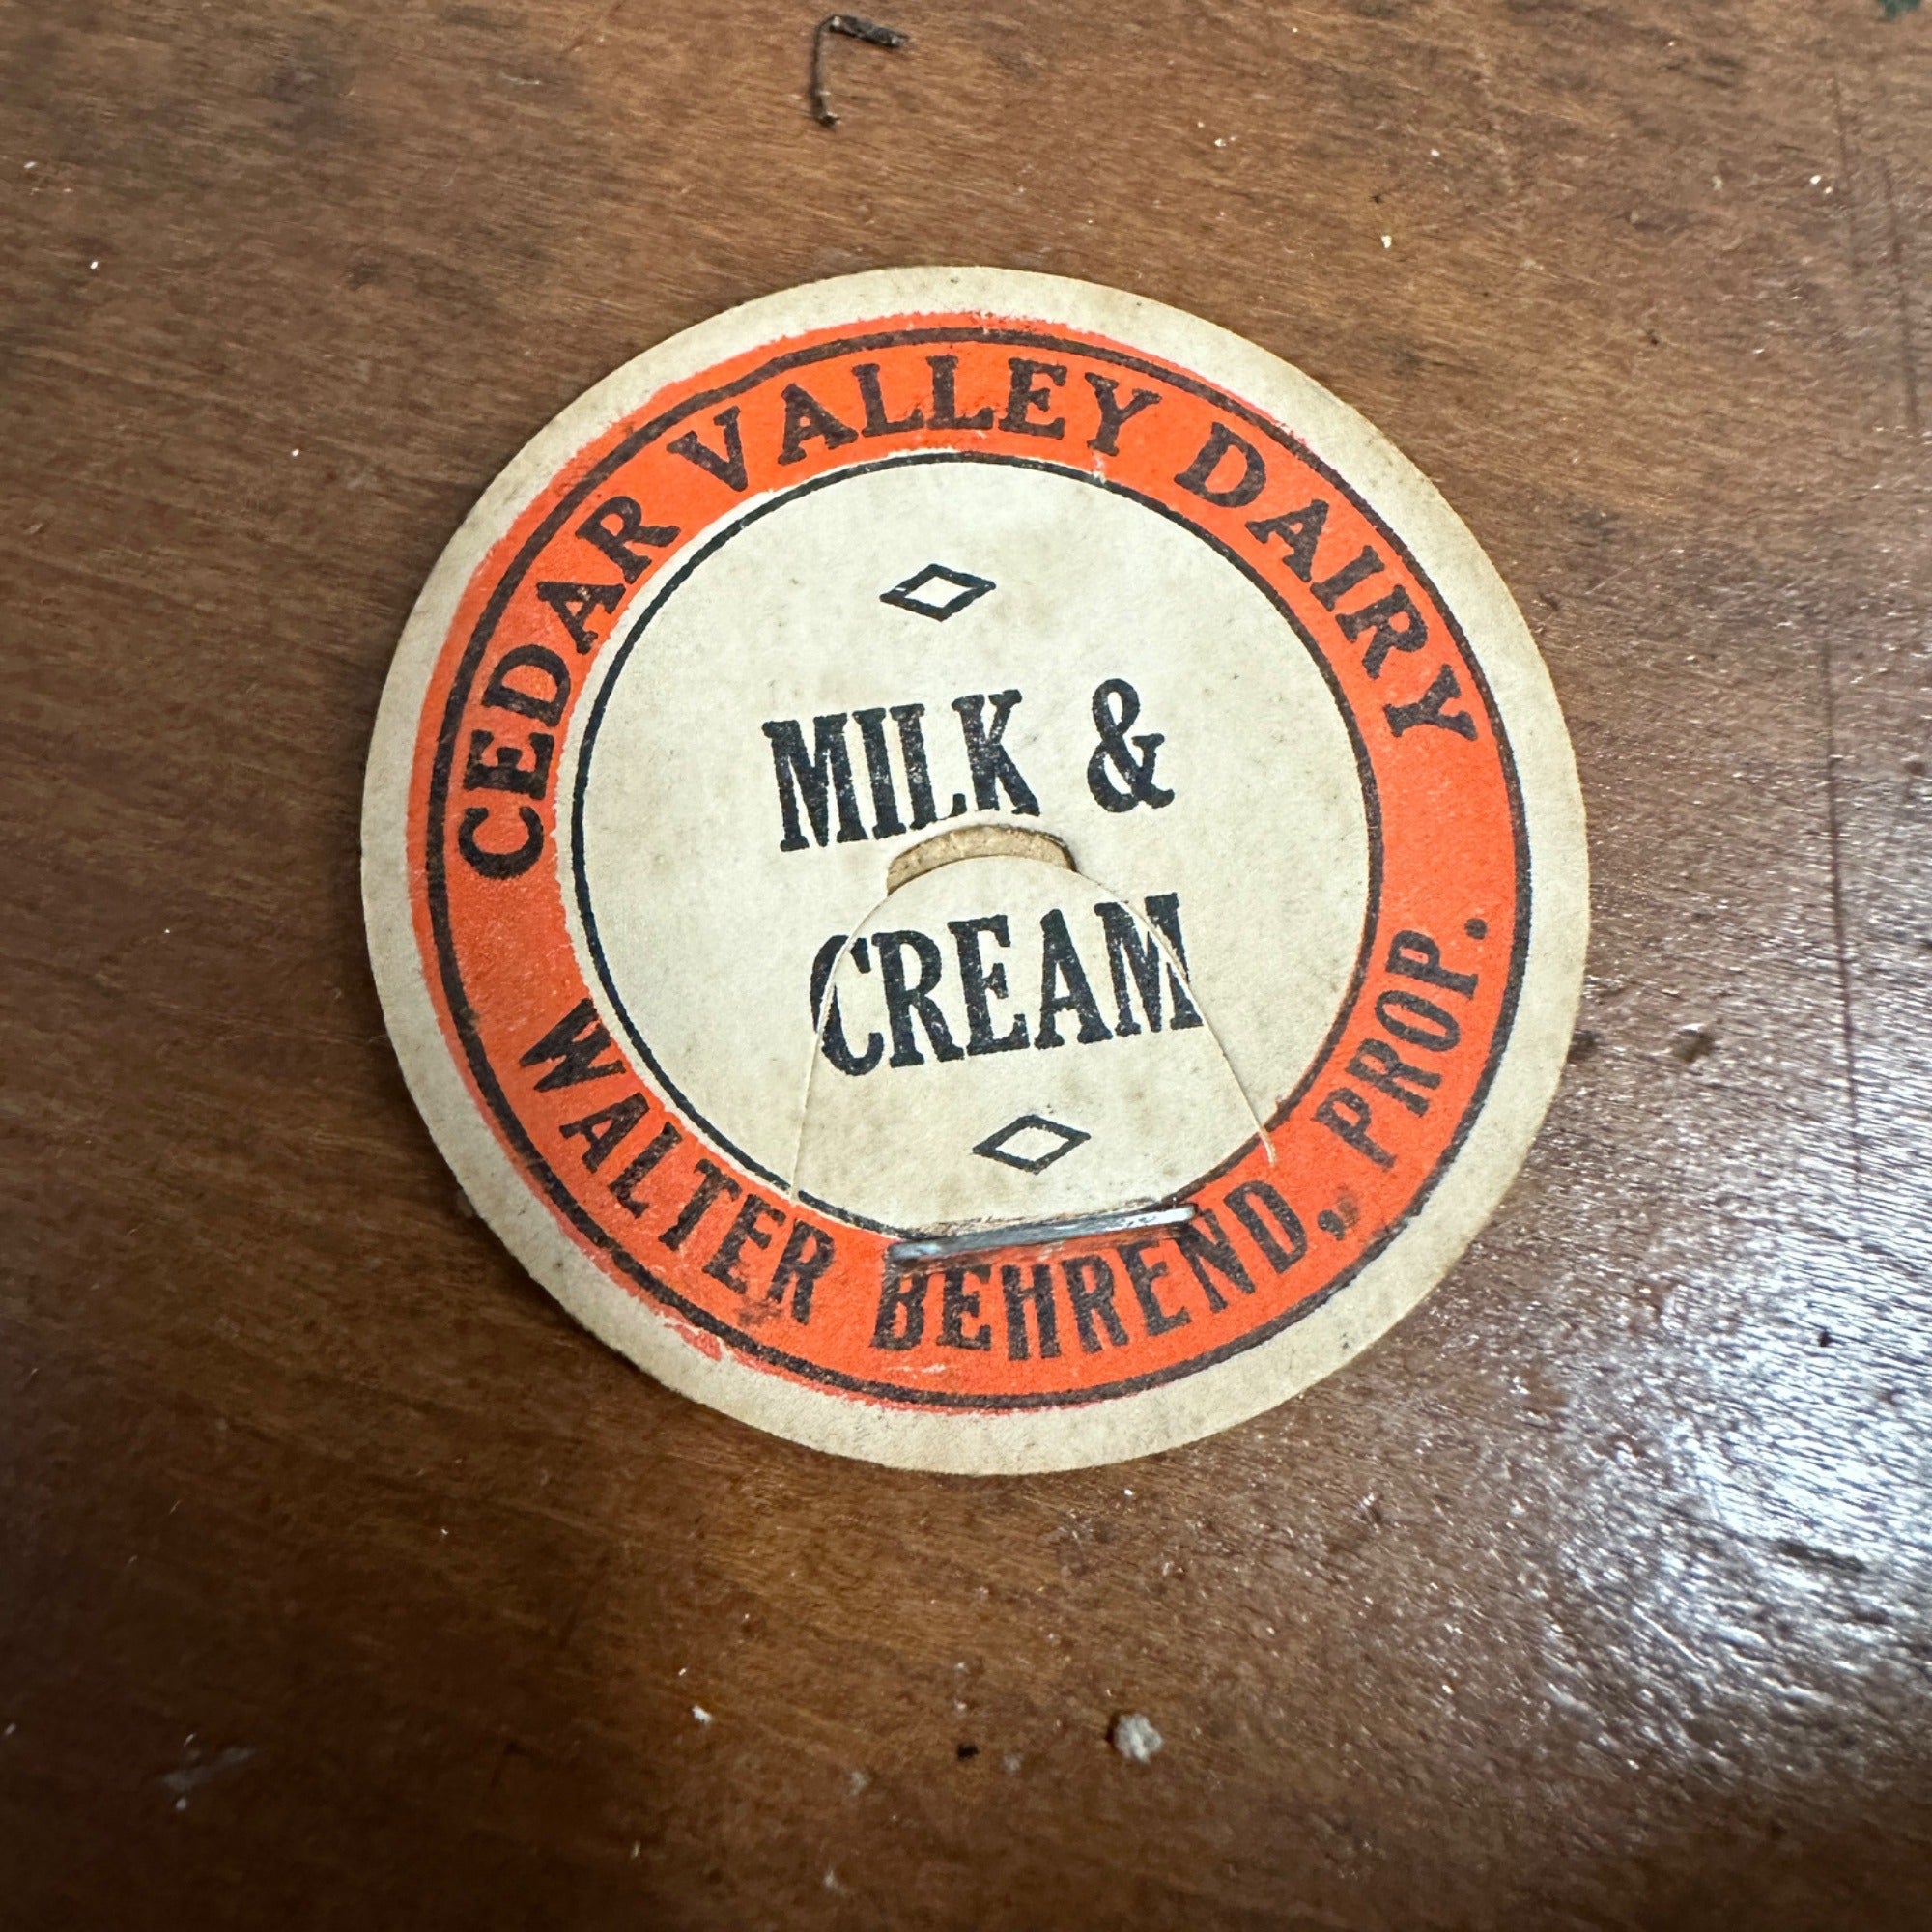 CEDAR VALLEY DAIRY
MILK &
CREAM
WALTER BEHREND, PROP.